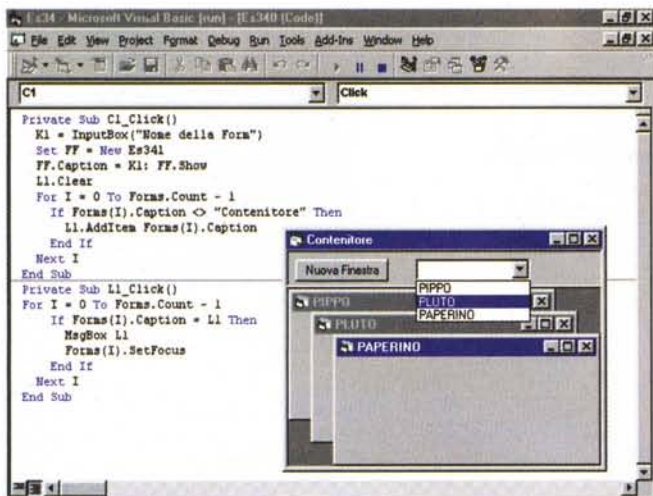 Es34 - Microsoft Visual Basic [run] - [Es340 (Code)]
File Edit View Project Format Debug Run Tools Add-Ins Window Help
C1 Click
Private Sub C1_Click()
K1 = InputBox("Nome della Form")
Set FF = New Es341
FF.Caption = K1: FF.Show
L1.Clear
For I = 0 To Forms.Count - 1
If Forms(I).Caption <> "Contenitore" Then
L1.AddItem Forms(I).Caption
End If
Next I
End Sub
Private Sub L1_Click()
For I = 0 To Forms.Count - 1
If Forms(I).Caption = L1 Then
MsgBox L1
Forms(I).SetFocus
End If
Next I
End Sub
Contenitore
Nuova Finestra
PIPPO
PLUTO
PAPERINO
PIPPO
PLUTO
PAPERINO